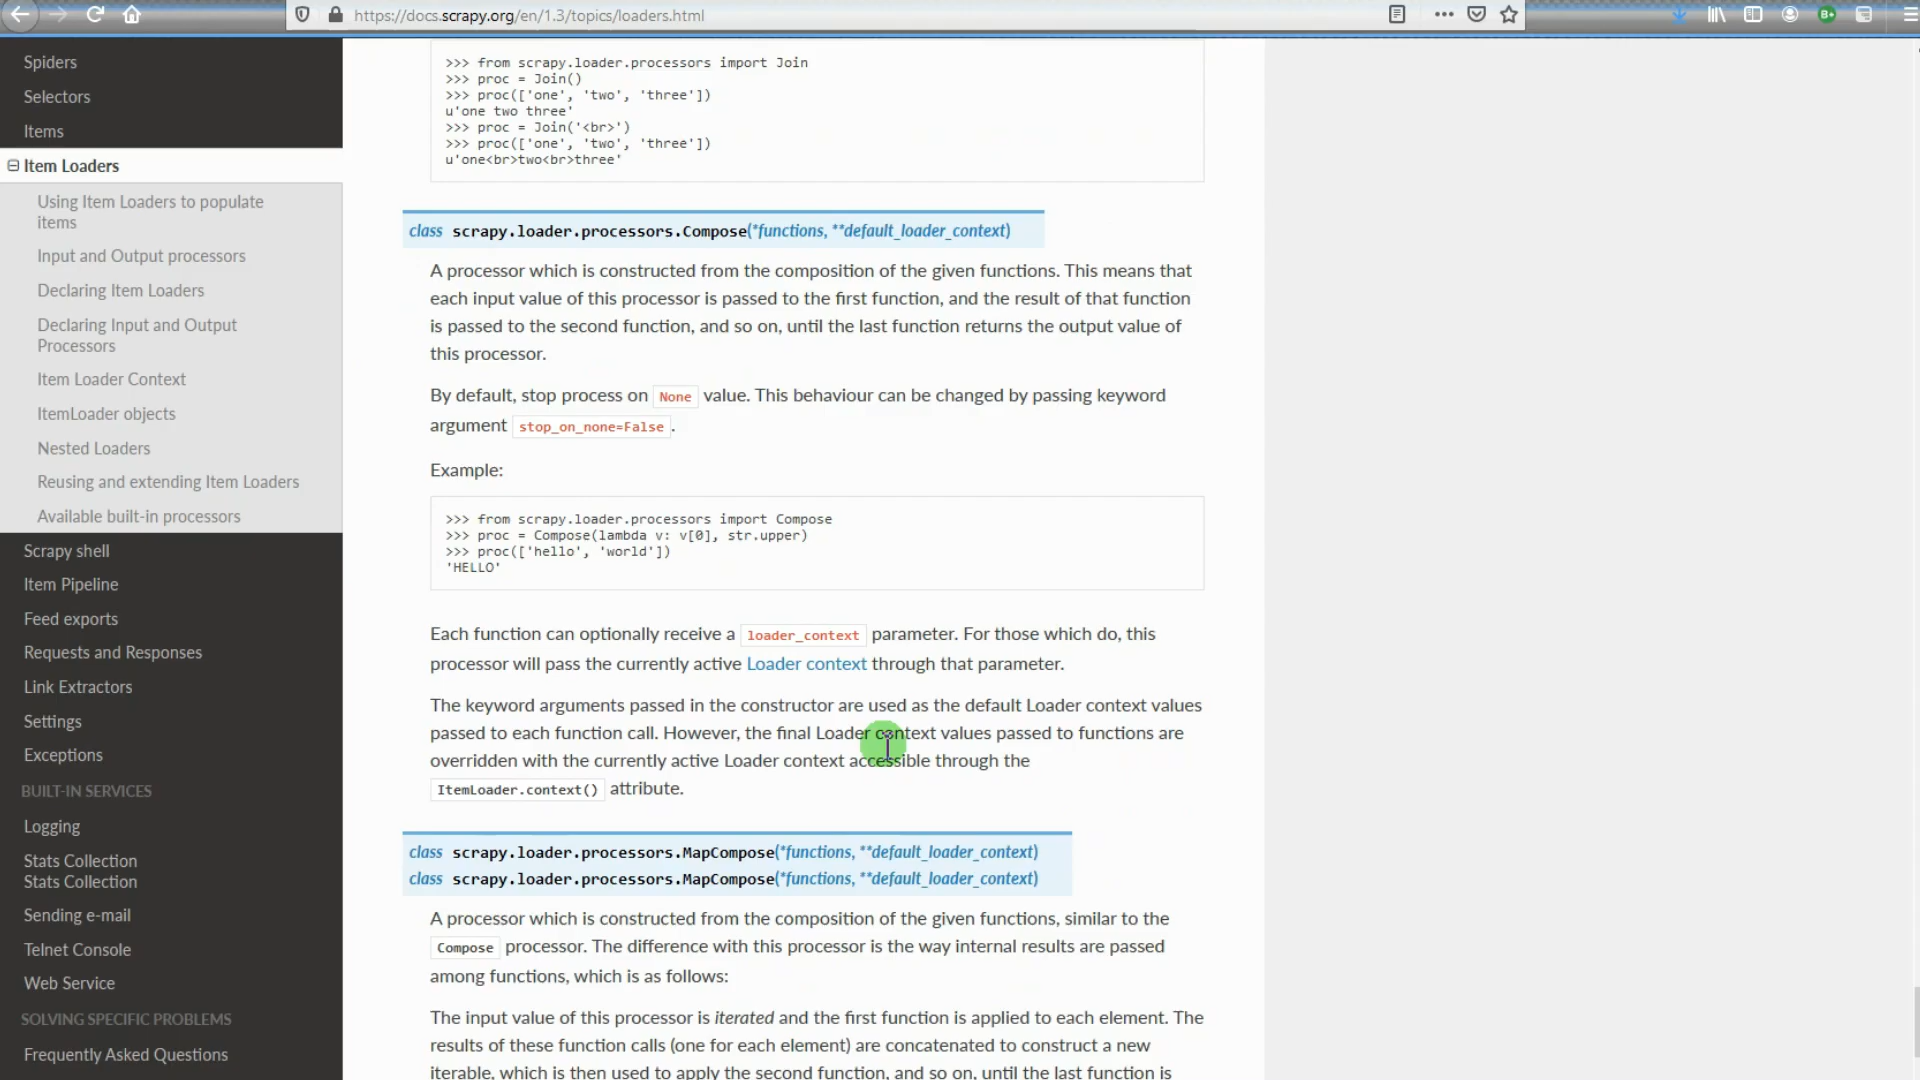 https://docs.scrapy.org/en/1.3/topics/loaders.html
Spiders
Selectors
Items
Item Loaders
Using Item Loaders to populate
items
Input and Output processors
Declaring Item Loaders
Declaring Input and Output
Processors
Item Loader Context
ItemLoader objects
Nested Loaders
Reusing and extending Item Loaders
Available built-in processors
Scrapy shell
Item Pipeline
Feed exports
Requests and Responses
Link Extractors
Settings
Exceptions
BUILT-IN SERVICES
Logging
Stats Collection
Stats Collection
Sending e-mail
Telnet Console
Web Service
SOLVING SPECIFIC PROBLEMS
Frequently Asked Questions
>>> from scrapy.loader.processors import Join
>>> proc = Join()
>>> proc(['one', 'two', 'three'])
u'one two three'
>>> proc = Join('<br>')
>>> proc(['one', 'two', 'three'])
u'one<br>two<br>three'
class scrapy.loader.processors.Compose(*functions, **default_loader_context)
A processor which is constructed from the composition of the given functions. This means that
each input value of this processor is passed to the first function, and the result of that function
is passed to the second function, and so on, until the last function returns the output value of
this processor.
By default, stop process on None value. This behaviour can be changed by passing keyword
argument stop_on_none=False .
Example:
>>> from scrapy.loader.processors import Compose
>>> proc = Compose(lambda v: v[0], str.upper)
>>> proc(['hello', 'world'])
'HELLO'
Each function can optionally receive a loader_context parameter. For those which do, this
processor will pass the currently active Loader context through that parameter.
The keyword arguments passed in the constructor are used as the default Loader context values
passed to each function call. However, the final Loader context values passed to functions are
overridden with the currently active Loader context accessible through the
ItemLoader.context() attribute.
class scrapy.loader.processors.MapCompose(*functions, **default_loader_context)
class scrapy.loader.processors.MapCompose(*functions, **default_loader_context)
A processor which is constructed from the composition of the given functions, similar to the
Compose processor. The difference with this processor is the way internal results are passed
among functions, which is as follows:
The input value of this processor is iterated and the first function is applied to each element. The
results of these function calls (one for each element) are concatenated to construct a new
iterable, which is then used to apply the second function, and so on, until the last function is